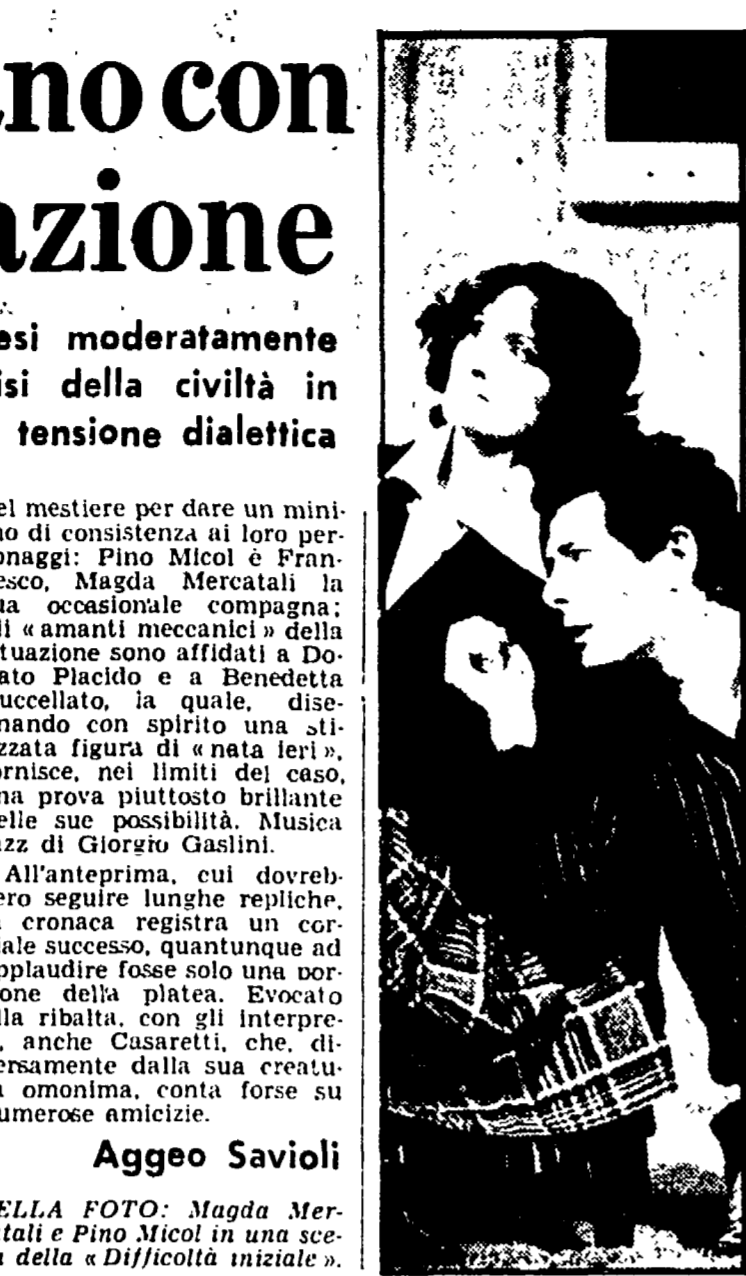 no con
azione
esi moderatamente
isi della civiltà in
tensione dialettica
el mestiere per dare un mini-
no di consistenza ai loro per-
onaggi: Pino Micol è Fran-
esco, Magda Mercatali la
ua occasionale compagna;
li « amanti meccanici » della
tuazione sono affidati a Do-
ato Placido e a Benedetta
uccellato, la quale, dise-
nando con spirito una sti-
zzata figura di « nata ieri »,
ornisce, nei limiti del caso,
na prova piuttosto brillante
elle sue possibilità. Musica
azz di Giorgio Gaslini.
All'anteprima, cui dovreb-
ero seguire lunghe repliche,
a cronaca registra un cor-
iale successo, quantunque ad
pplaudire fosse solo una por-
one della platea. Evocato
lla ribalta, con gli interpre-
, anche Casaretti, che, di-
ersamente dalla sua creatu-
a omonima, conta forse su
umerose amicizie.
Aggeo Savioli
ELLA FOTO: Magda Mer-
tali e Pino Micol in una sce-
a della « Difficoltà iniziale ».